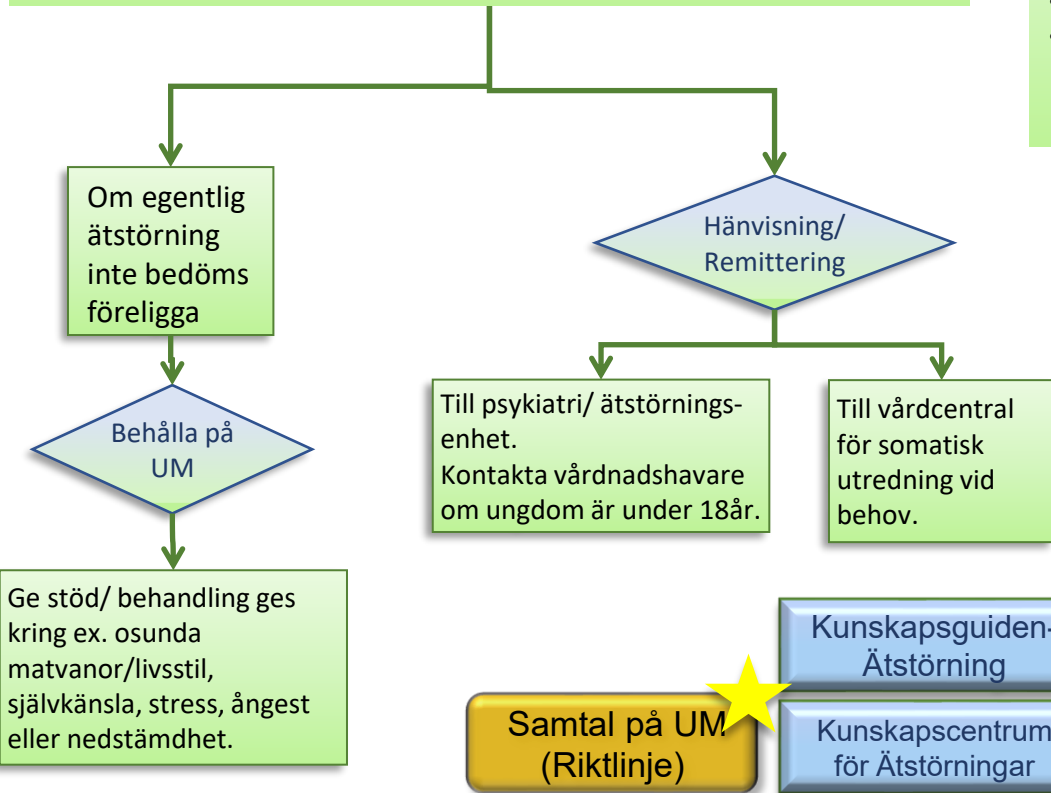 Om egentlig
ätstörning
inte bedöms
föreligga
Hänvisning/
Remittering
Behålla på
UM
Till psykiatri/ ätstörnings-
enhet.
Kontakta vårdnadshavare
om ungdom är under 18år.
Till vårdcentral
för somatisk
utredning vid
behov.
Ge stöd/ behandling ges
kring ex. osunda
matvanor/livsstil,
självkänsla, stress, ångest
eller nedstämdhet.
Samtal på UM
(Riktlinje)
Kunskapsguiden-
Ätstörning
Kunskapscentrum
för Ätstörningar